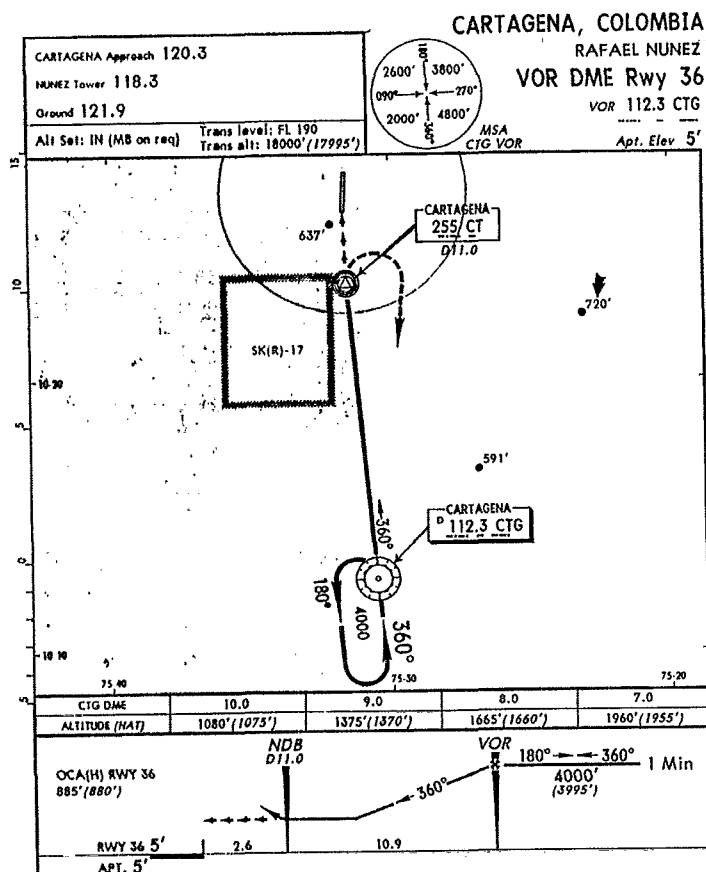 CARTAGENA, COLOMBIA
RAFAEL NUNEZ
VOR DME Rwy 36
VOR 112.3 CTG
Apt. Elev 5'
CARTAGENA Approach 120.3
NUNEZ Tower 118.3
Ground 121.9
Alt Set: IN (MB on req)
Trans level: FL 190
Trans alt: 18000' (17995')
180°
2600' 3800'
090° 270°
2000' 4800'
360°
MSA
CTG VOR
15
637'
CARTAGENA
255 CT
D11.0
10
720'
SK(R)-17
10-20
5
591'
CARTAGENA
D 112.3 CTG
360°
0
180°
4000
360°
10-10
75-40
75-30
75-20
5
CTG DME 10.0 9.0 8.0 7.0
ALTITUDE (HAT) 1080' (1075') 1375' (1370') 1665' (1660') 1960' (1955')
NDB
D11.0
VOR
180° 360°
1 Min
4000'
(3995')
OCA(H) RWY 36
885' (880')
360°
RWY 36 5' 2.6 10.9
APT. 5'